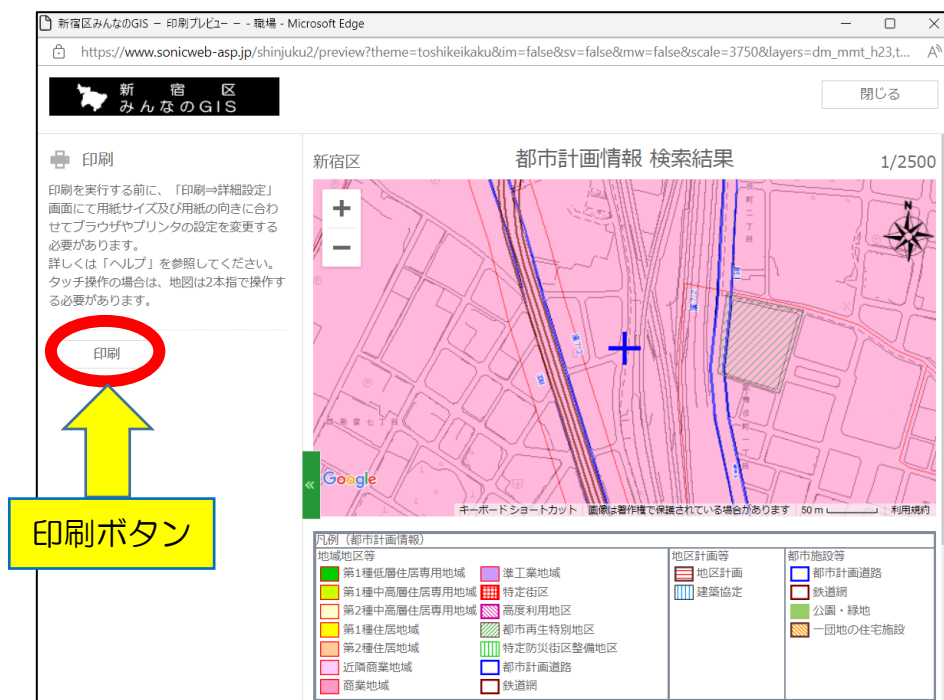 新宿区みんなのGIS － 印刷プレビュー － - 職場 - Microsoft Edge
https://www.sonicweb-asp.jp/shinjuku2/preview?theme=toshikeikaku&im=false&sv=false&mw=false&scale=3750&layers=dm_mmt_h23,t...
新宿区
みんなのGIS
閉じる
印刷
印刷を実行する前に、「印刷⇒詳細設定」
画面にて用紙サイズ及び用紙の向きに合わ
せてブラウザやプリンタの設定を変更する
必要があります。
詳しくは「ヘルプ」を参照してください。
タッチ操作の場合は、地図は2本指で操作す
る必要があります。
印刷
印刷ボタン
新宿区
都市計画情報 検索結果
1/2500
+
−
N
西新宿七丁目
«
Google
キーボード ショートカット
画像は著作権で保護されている場合があります
50 m
利用規約
凡例（都市計画情報）
地域地区等
第1種低層住居専用地域
第1種中高層住居専用地域
第2種中高層住居専用地域
第1種住居地域
第2種住居地域
近隣商業地域
商業地域
準工業地域
特定街区
高度利用地区
都市再生特別地区
特定防災街区整備地区
都市計画道路
鉄道網
地区計画等
地区計画
建築協定
都市施設等
都市計画道路
鉄道網
公園・緑地
一団地の住宅施設